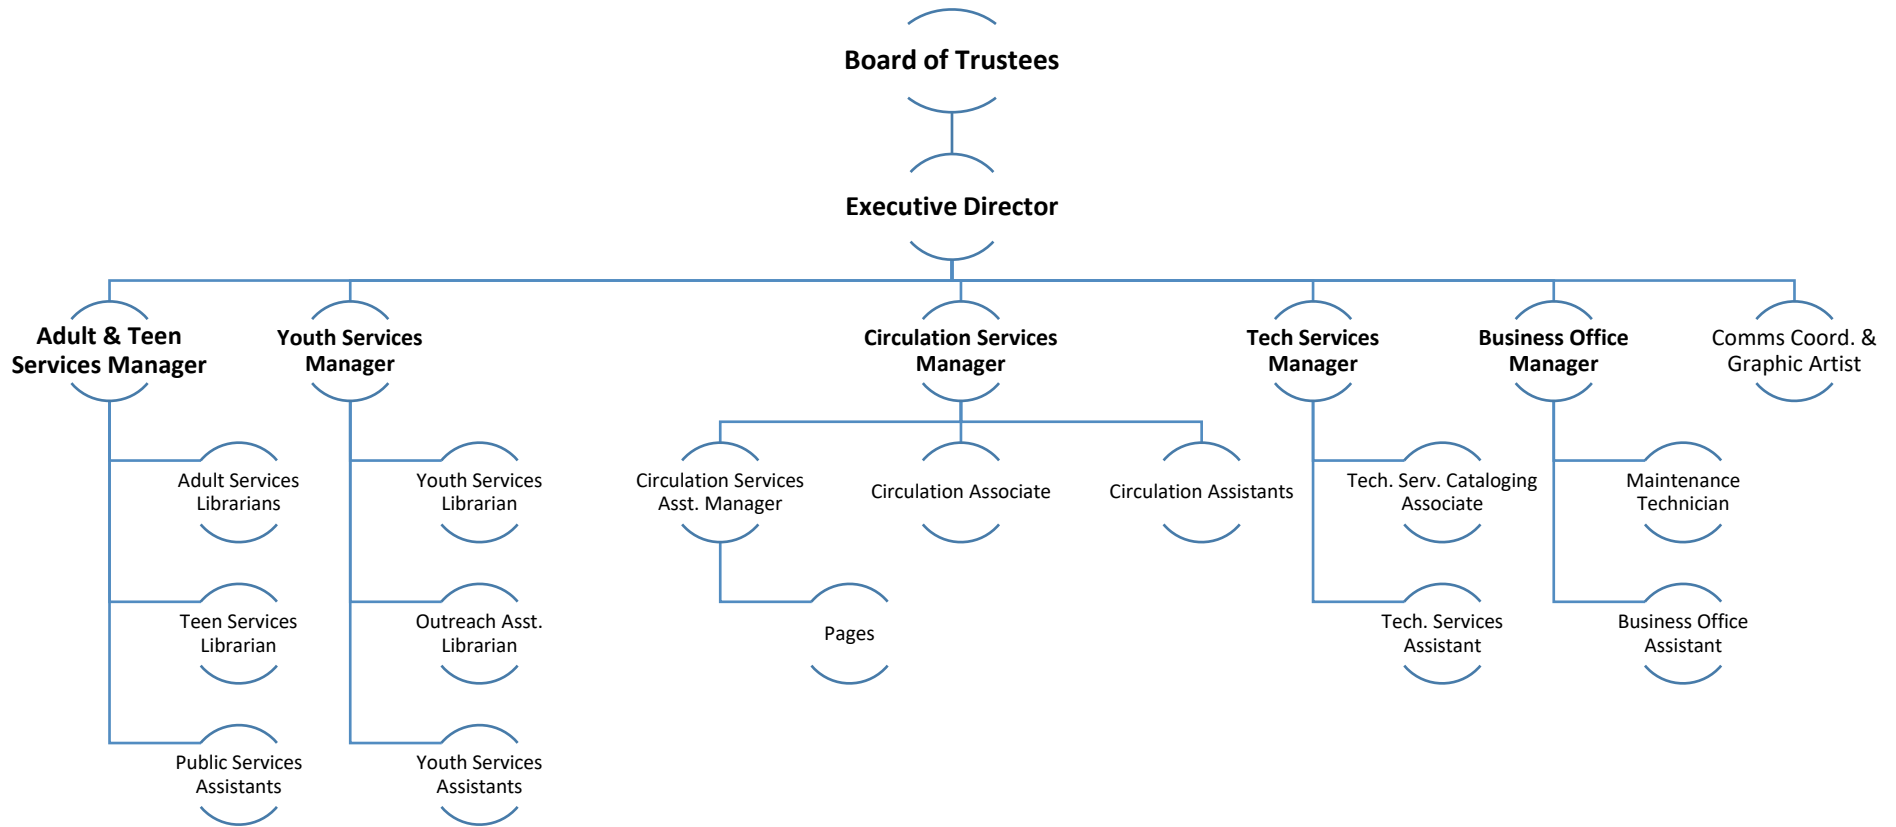 Board of Trustees
Executive Director
Adult & Teen
Services Manager
Youth Services
Manager
Circulation Services
Manager
Tech Services
Manager
Business Office
Manager
Comms Coord. &
Graphic Artist
Adult Services
Librarians
Youth Services
Librarian
Circulation Services
Asst. Manager
Circulation Associate
Circulation Assistants
Tech. Serv. Cataloging
Associate
Maintenance
Technician
Teen Services
Librarian
Outreach Asst.
Librarian
Pages
Tech. Services
Assistant
Business Office
Assistant
Public Services
Assistants
Youth Services
Assistants